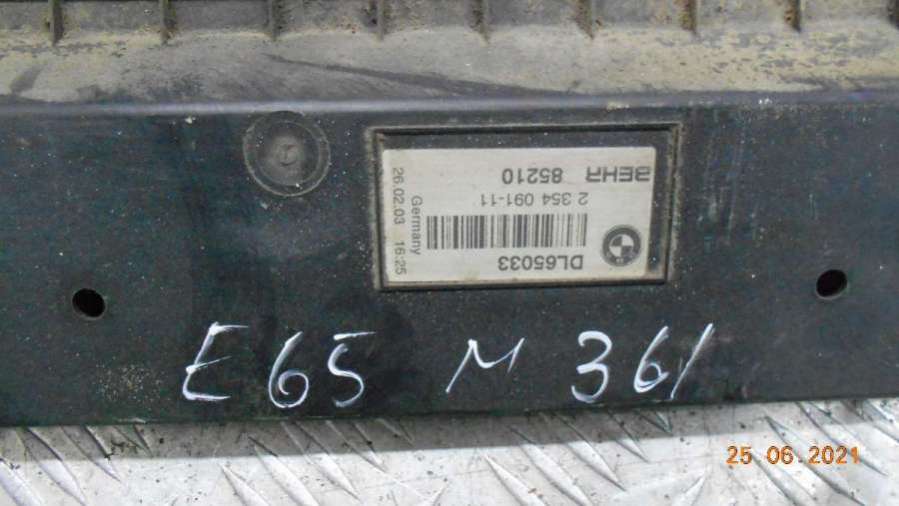 BEHR 85210
2 354 091-11
DL65033
Germany
26.02.03 16:25
E65 M 361
25 06.2021